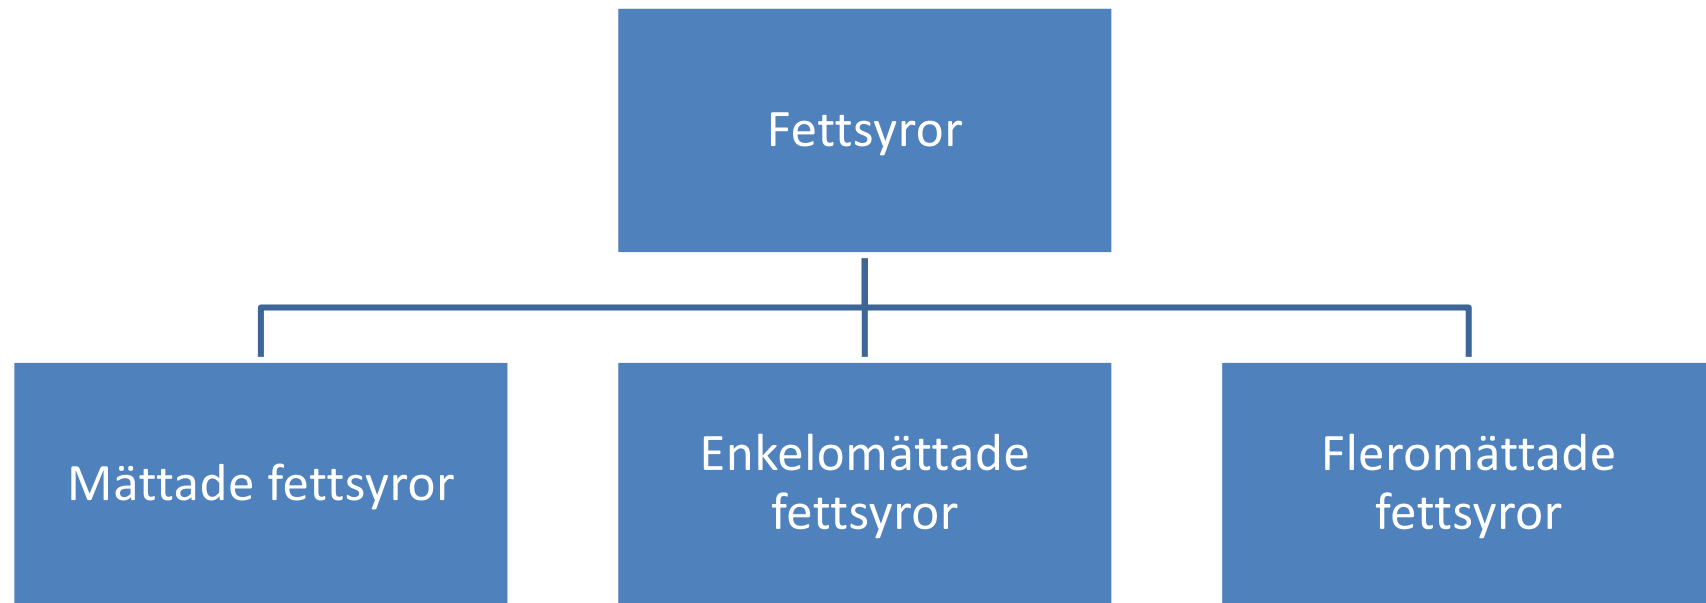 Fettsyror
Mättade fettsyror
Enkelomättade
fettsyror
Fleromättade
fettsyror